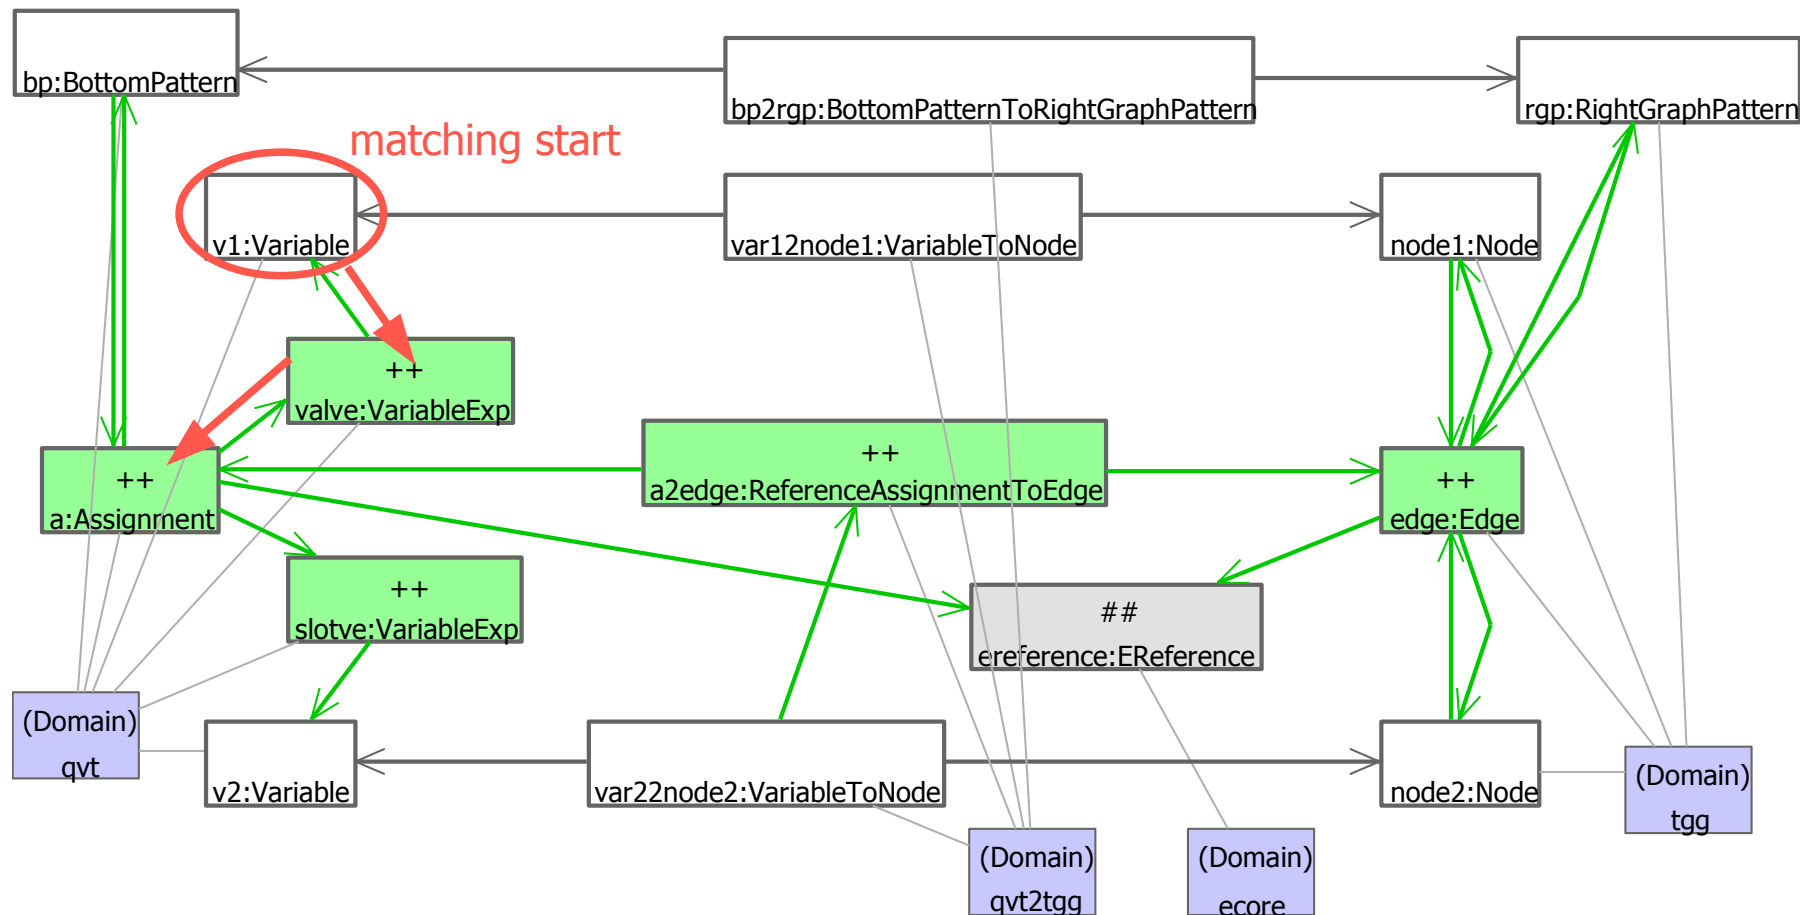 bp:BottomPattern
bp2rgp:BottomPatternToRightGraphPattern
rgp:RightGraphPattern
matching start
v1:Variable
var12node1:VariableToNode
node1:Node
++
valve:VariableExp
++
a:Assignment
++
a2edge:ReferenceAssignmentToEdge
++
edge:Edge
++
slotve:VariableExp
##
ereference:EReference
(Domain)
qvt
v2:Variable
var22node2:VariableToNode
node2:Node
(Domain)
tgg
(Domain)
qvt2tgg
(Domain)
ecore